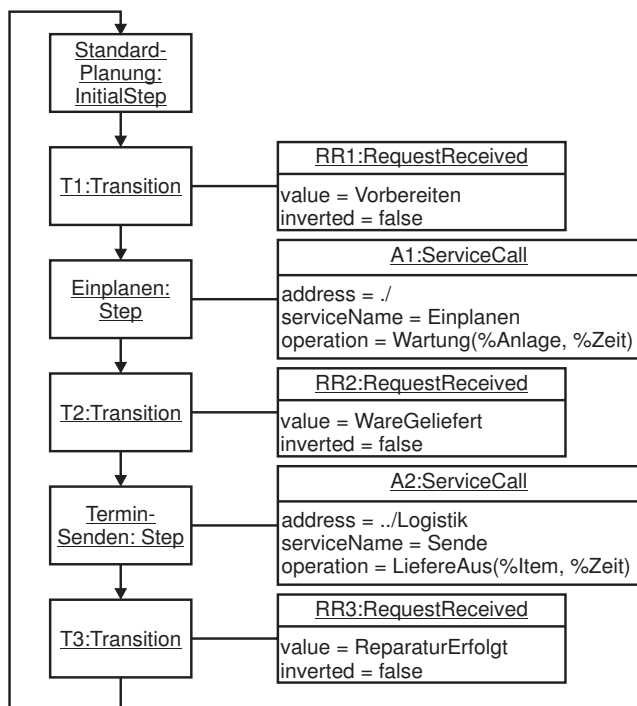 Standard-
Planung:
InitialStep
T1:Transition
RR1:RequestReceived
value = Vorbereiten
inverted = false
Einplanen:
Step
A1:ServiceCall
address = ./
serviceName = Einplanen
operation = Wartung(%Anlage, %Zeit)
T2:Transition
RR2:RequestReceived
value = WareGeliefert
inverted = false
Termin-
Senden: Step
A2:ServiceCall
address = ../Logistik
serviceName = Sende
operation = LiefereAus(%Item, %Zeit)
T3:Transition
RR3:RequestReceived
value = ReparaturErfolgt
inverted = false